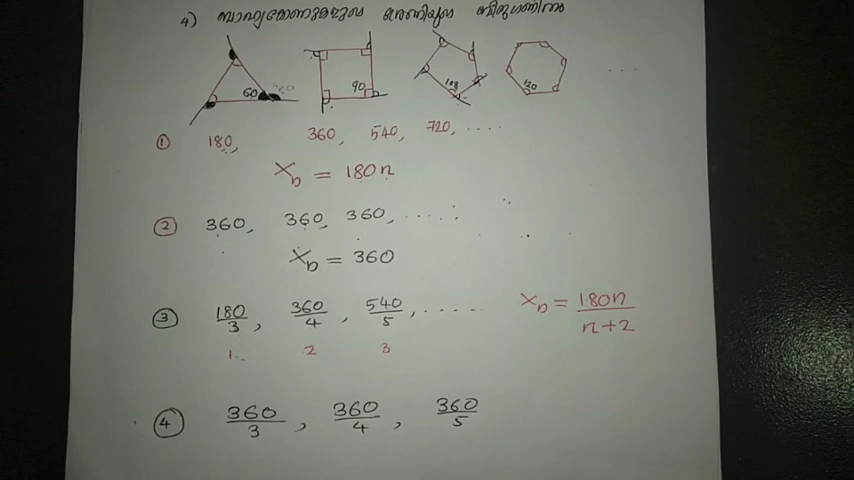 4)
60 90 108 120 ....
① 180, 360, 540, 720, ....
Xn = 180n
② 360, 360, 360, .....
Xn = 360
③ 180/3, 360/4, 540/5, ..... Xn = 180n/n+2
1 2 3
④ 360/3, 360/4, 360/5